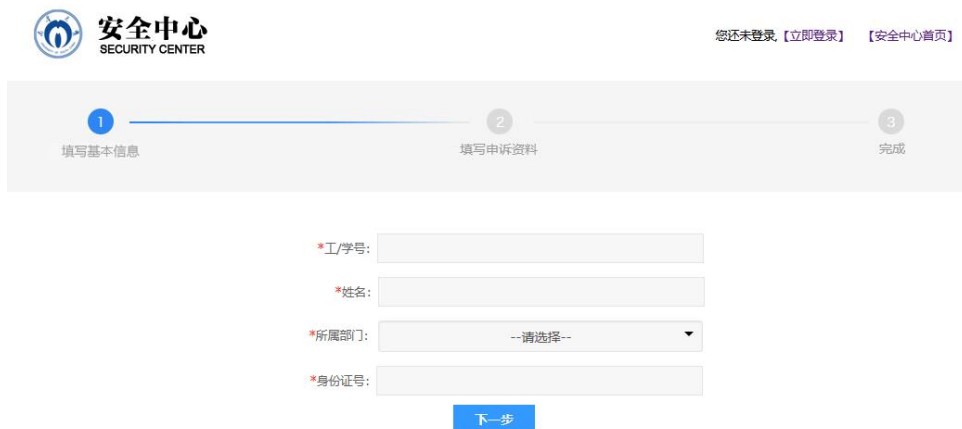 安全中心
SECURITY CENTER
您还未登录,【立即登录】 【安全中心首页】
1 2 3
填写基本信息 填写申诉资料 完成
*工/学号:
*姓名:
*所属部门: --请选择--
*身份证号:
下一步